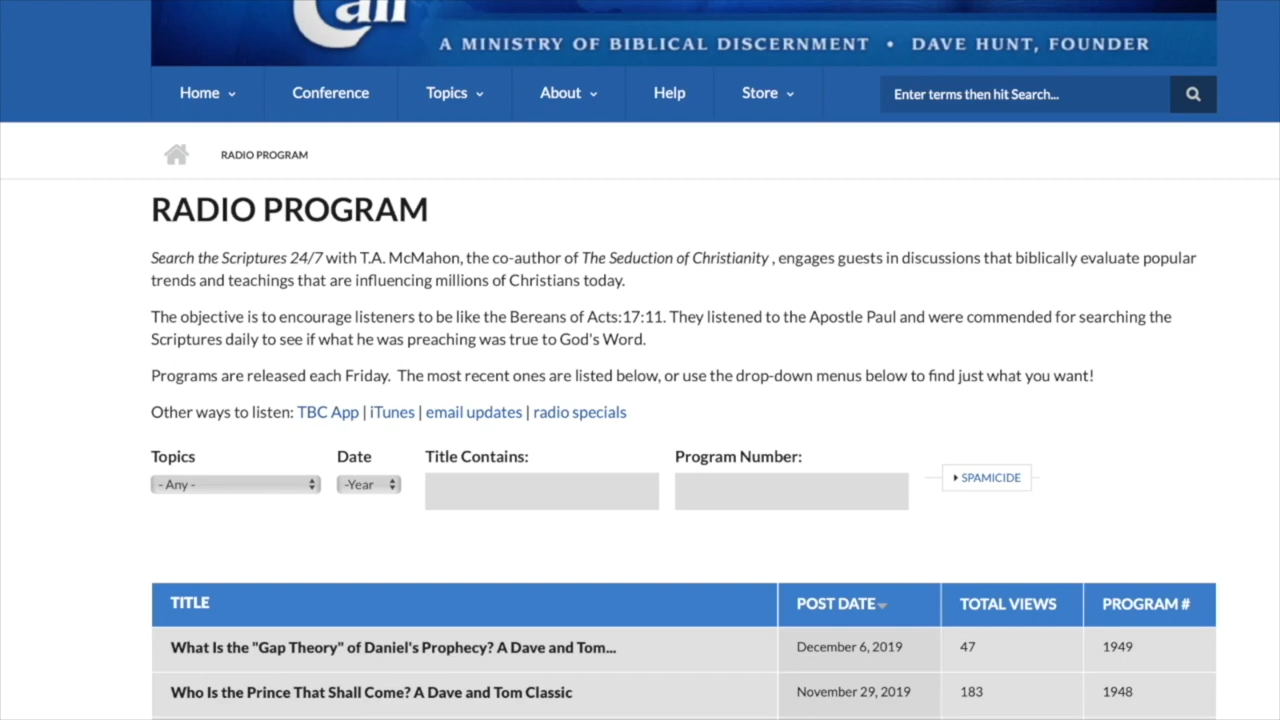 Call
A MINISTRY OF BIBLICAL DISCERNMENT • DAVE HUNT, FOUNDER
Home Conference Topics About Help Store Enter terms then hit Search...
RADIO PROGRAM
RADIO PROGRAM
Search the Scriptures 24/7 with T.A. McMahon, the co-author of The Seduction of Christianity , engages guests in discussions that biblically evaluate popular
trends and teachings that are influencing millions of Christians today.
The objective is to encourage listeners to be like the Bereans of Acts:17:11. They listened to the Apostle Paul and were commended for searching the
Scriptures daily to see if what he was preaching was true to God's Word.
Programs are released each Friday. The most recent ones are listed below, or use the drop-down menus below to find just what you want!
Other ways to listen: TBC App | iTunes | email updates | radio specials
Topics Date Title Contains: Program Number:
- Any - -Year SPAMICIDE
TITLE POST DATE TOTAL VIEWS PROGRAM #
What Is the "Gap Theory" of Daniel's Prophecy? A Dave and Tom... December 6, 2019 47 1949
Who Is the Prince That Shall Come? A Dave and Tom Classic November 29, 2019 183 1948